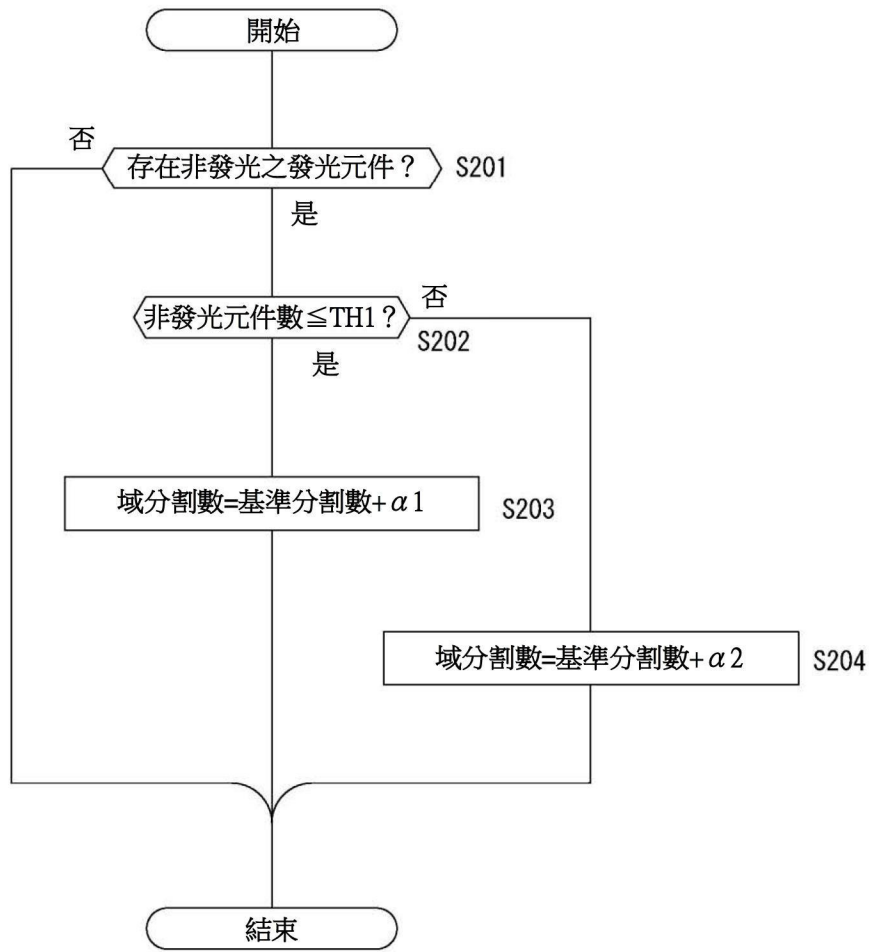 開始
否
存在非發光之發光元件？ S201
是
非發光元件數≦TH1？ 否
S202
是
域分割數=基準分割數+α1 S203
域分割數=基準分割數+α2 S204
結束